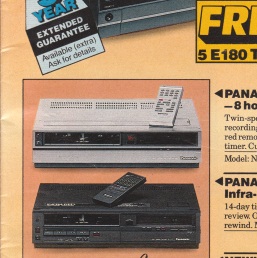 YEAR
EXTENDED
GUARANTEE
Available (extra)
Ask for details
FRE
5 E180 T
◀PANA
—8 ho
Twin-spe
recording
red remo
timer. Cu
Model: N
◀PANA
Infra-
14-day ti
review. O
rewind. M
Panasonic